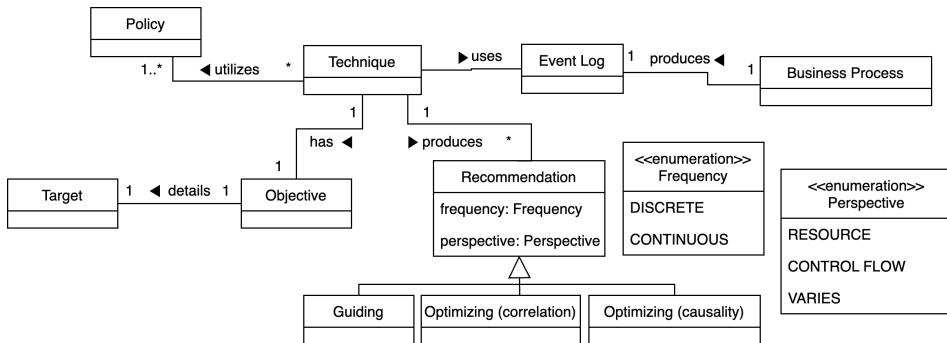 Policy
1..*
◀ utilizes
*
Technique
▶ uses
Event Log
1
produces ◀
1
Business Process
1
1
has ◀
▶ produces
*
1
Target
1
◀ details
1
Objective
Recommendation
frequency: Frequency
perspective: Perspective
<<enumeration>>
Frequency
DISCRETE
CONTINUOUS
<<enumeration>>
Perspective
RESOURCE
CONTROL FLOW
VARIES
Guiding
Optimizing (correlation)
Optimizing (causality)